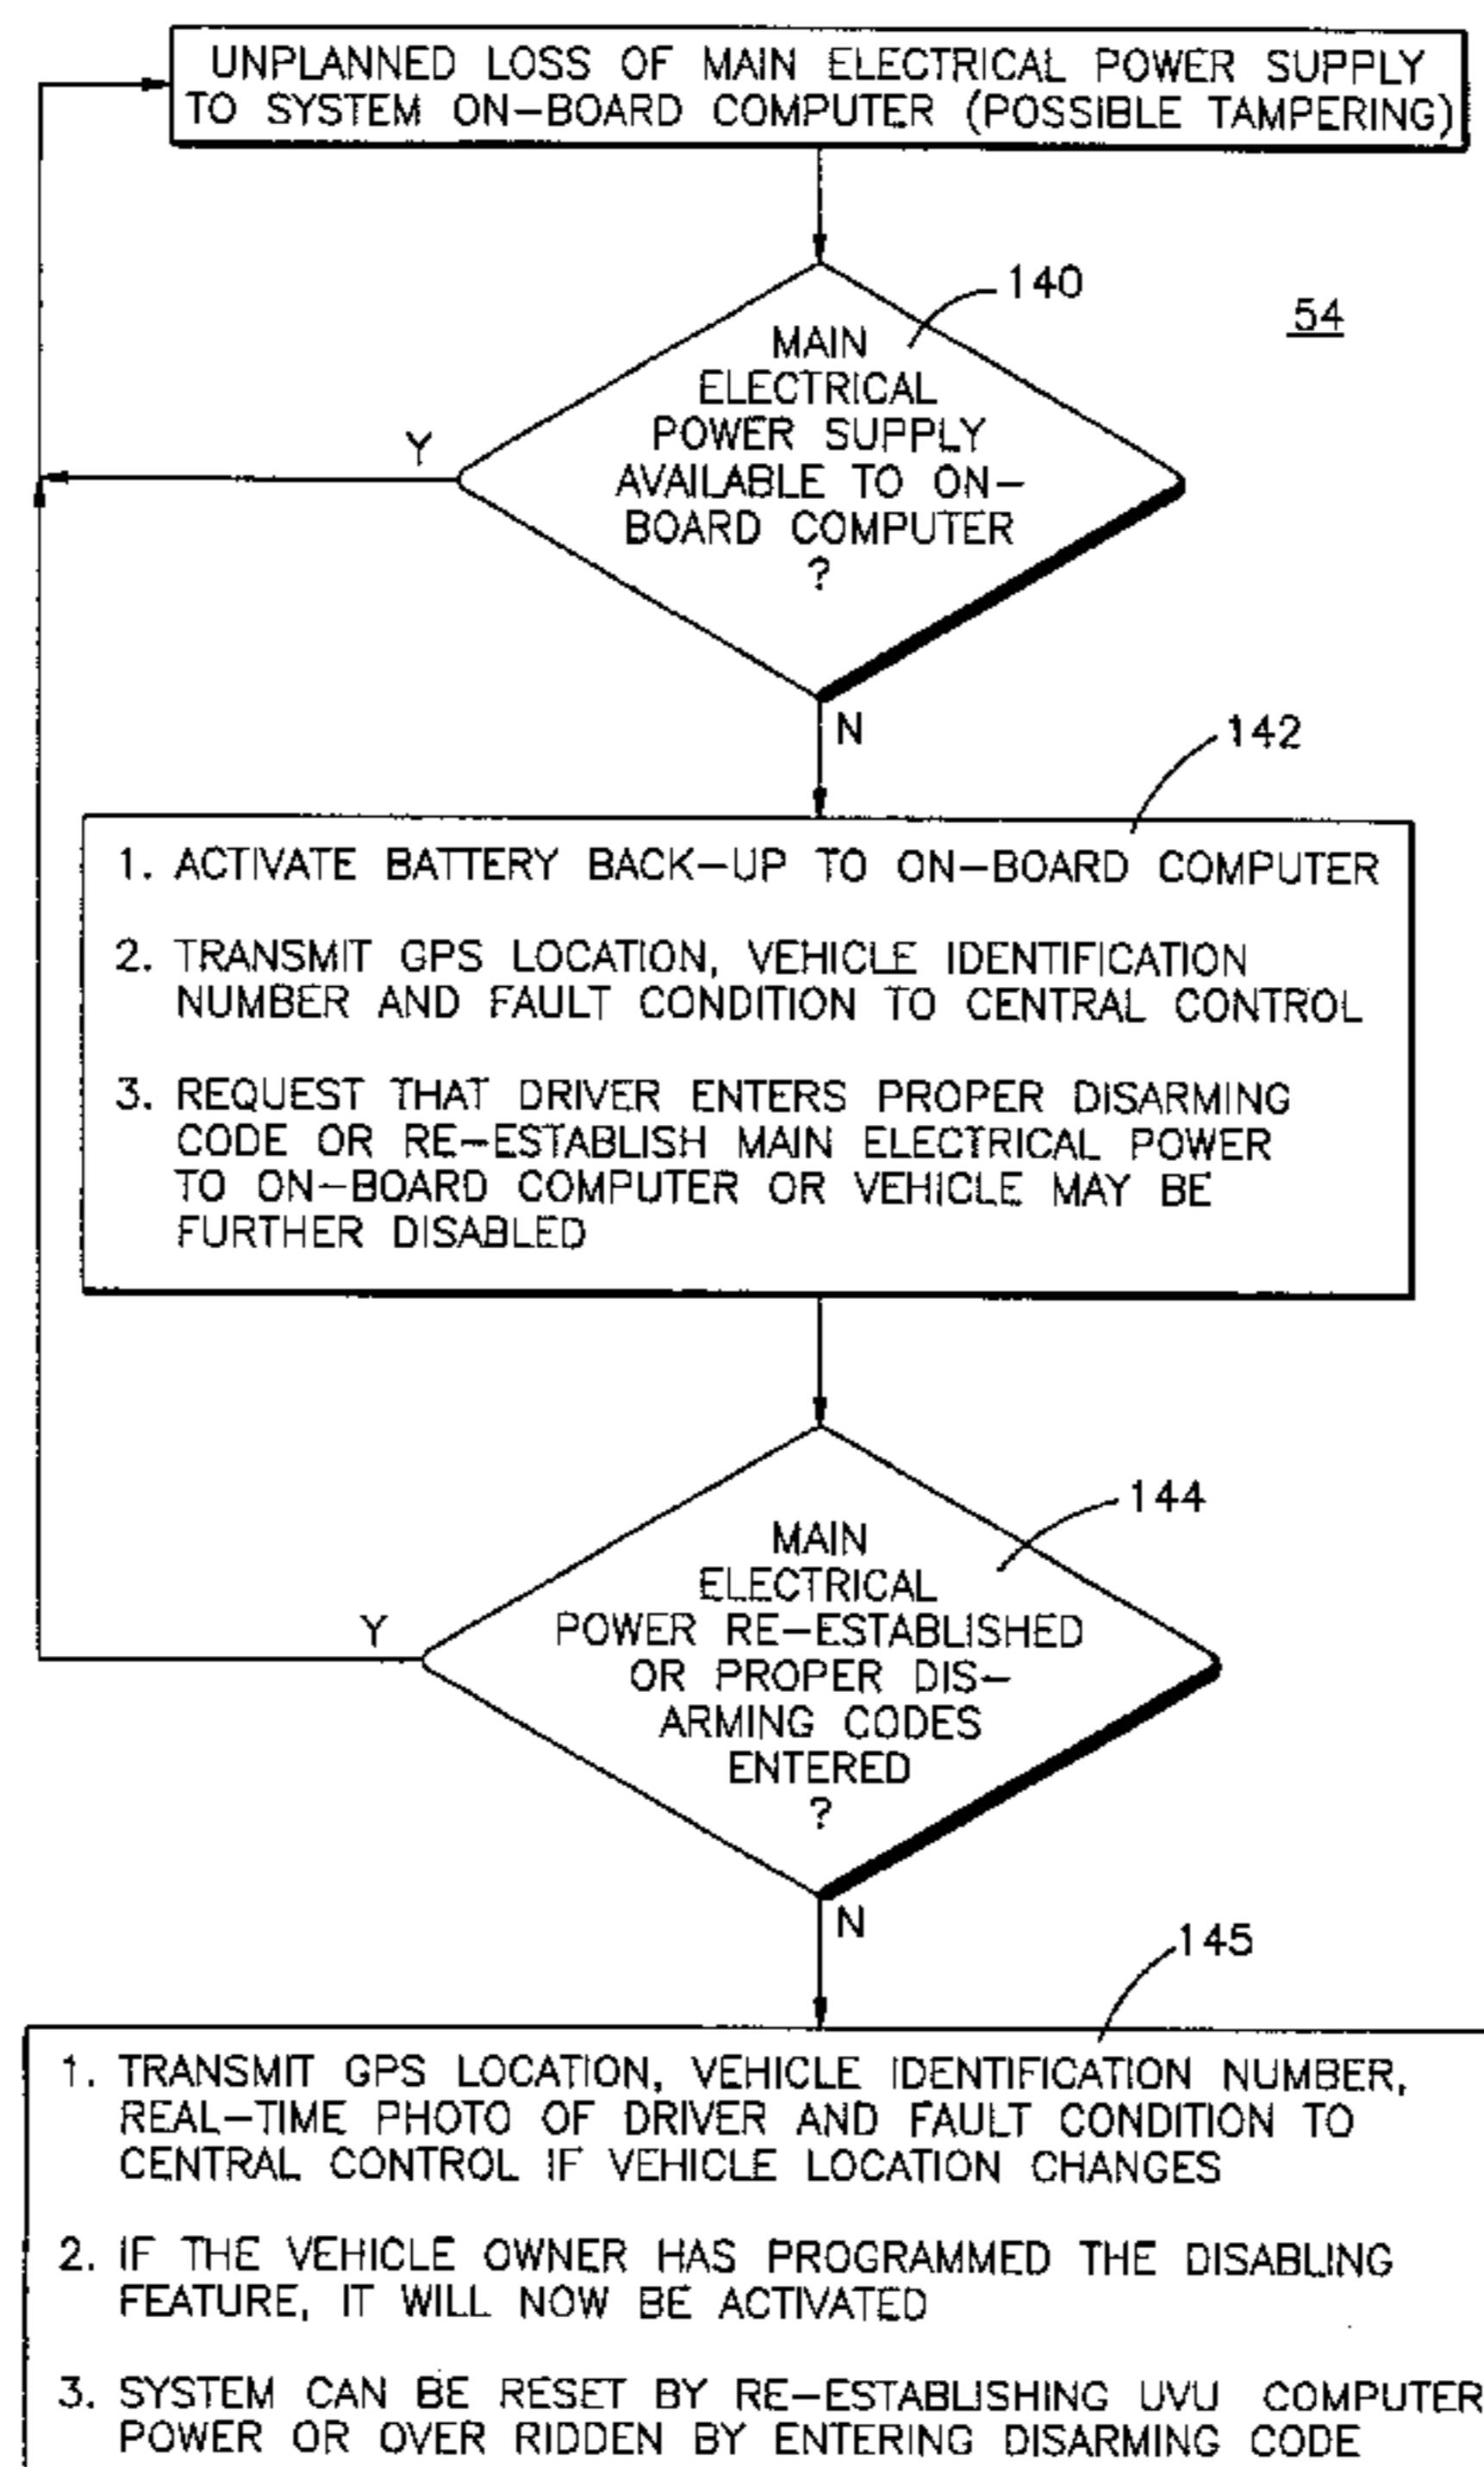 UNPLANNED LOSS OF MAIN ELECTRICAL POWER SUPPLY
TO SYSTEM ON-BOARD COMPUTER (POSSIBLE TAMPERING)
140
54
MAIN
ELECTRICAL
POWER SUPPLY
AVAILABLE TO ON-
BOARD COMPUTER
?
Y
N
142
1. ACTIVATE BATTERY BACK-UP TO ON-BOARD COMPUTER
2. TRANSMIT GPS LOCATION, VEHICLE IDENTIFICATION
NUMBER AND FAULT CONDITION TO CENTRAL CONTROL
3. REQUEST THAT DRIVER ENTERS PROPER DISARMING
CODE OR RE-ESTABLISH MAIN ELECTRICAL POWER
TO ON-BOARD COMPUTER OR VEHICLE MAY BE
FURTHER DISABLED
144
MAIN
ELECTRICAL
POWER RE-ESTABLISHED
OR PROPER DIS-
ARMING CODES
ENTERED
?
Y
N
145
1. TRANSMIT GPS LOCATION, VEHICLE IDENTIFICATION NUMBER,
REAL-TIME PHOTO OF DRIVER AND FAULT CONDITION TO
CENTRAL CONTROL IF VEHICLE LOCATION CHANGES
2. IF THE VEHICLE OWNER HAS PROGRAMMED THE DISABLING
FEATURE, IT WILL NOW BE ACTIVATED
3. SYSTEM CAN BE RESET BY RE-ESTABLISHING UVU COMPUTER
POWER OR OVER RIDDEN BY ENTERING DISARMING CODE